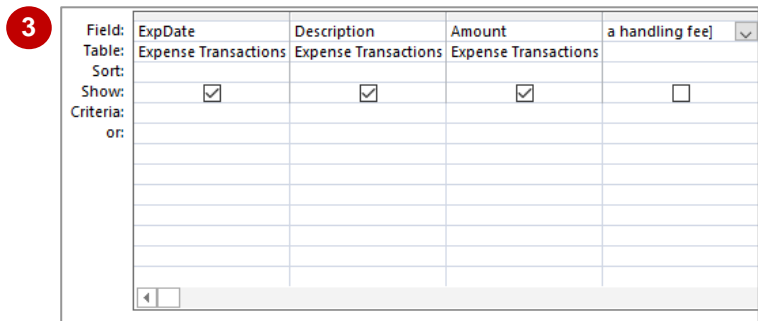 3
Field: ExpDate Description Amount a handling fee]
Table: Expense Transactions Expense Transactions Expense Transactions
Sort:
Show:
Criteria:
or: